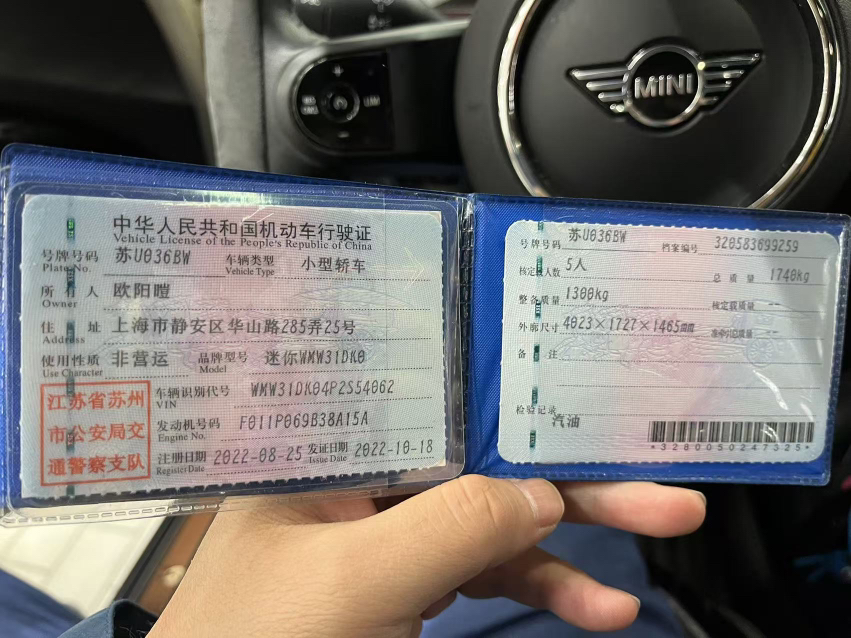 MINI
中华人民共和国机动车行驶证
Vehicle License of the People's Republic of China
号牌号码 苏U036BW 车辆类型 小型轿车
Plate No. Vehicle Type
所有人 欧阳暟
Owner
住址 上海市静安区华山路285弄25号
Address
使用性质 非营运 品牌型号 迷你WMW31DK0
Use Character Model
江苏省苏州
市公安局交
通警察支队
车辆识别代号 WMW31DK04P2S54062
VIN
发动机号码 F011P069B38A15A
Engine No.
注册日期 2022-08-25 发证日期 2022-10-18
Register Date Issue Date
号牌号码 苏U036BW 档案编号 320583699259
核定载人数 5人 总质量 1740kg
整备质量 1300kg 核定载质量 --
外廓尺寸 4023×1727×1465mm 准牵引总质量 --
备注
检验记录
汽油
*3280050247325*